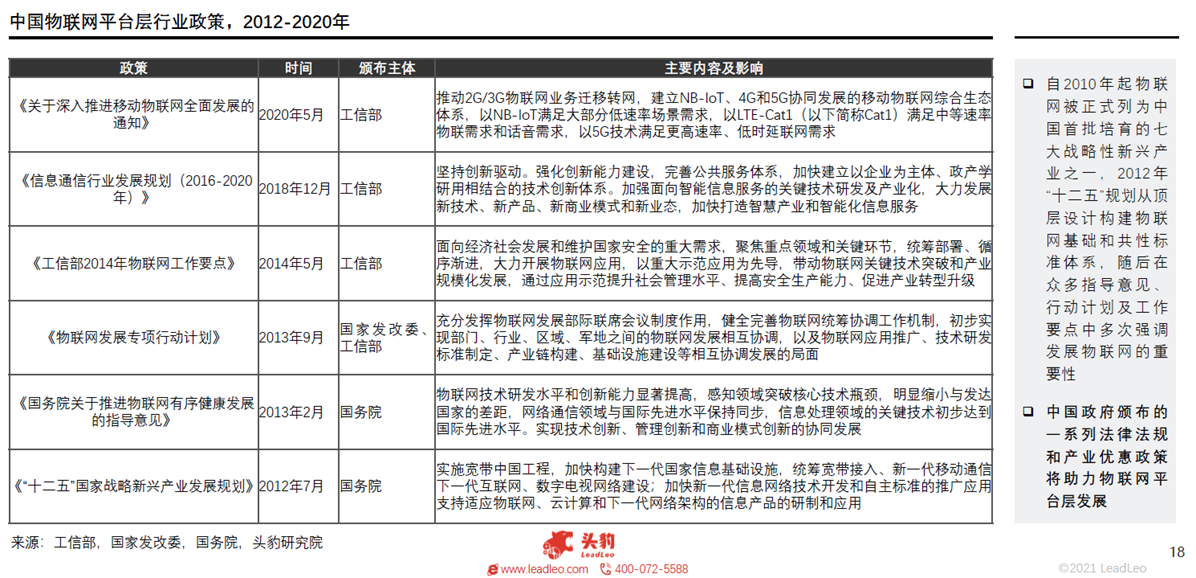 中国物联网平台层行业政策，2012-2020年
政策 时间 颁布主体 主要内容及影响
《关于深入推进移动物联网全面发展的
通知》
2020年5月
工信部
推动2G/3G物联网业务迁移转网，建立NB-IoT、4G和5G协同发展的移动物联网综合生态
体系，以NB-IoT满足大部分低速率场景需求，以LTE-Cat1（以下简称Cat1）满足中等速率
物联需求和话音需求，以5G技术满足更高速率、低时延联网需求
《信息通信行业发展规划（2016-2020
年）》
2018年12月
工信部
坚持创新驱动。强化创新能力建设，完善公共服务体系，加快建立以企业为主体、政产学
研用相结合的技术创新体系。加强面向智能信息服务的关键技术研发及产业化，大力发展
新技术、新产品、新商业模式和新业态，加快打造智慧产业和智能化信息服务
《工信部2014年物联网工作要点》
2014年5月
工信部
面向经济社会发展和维护国家安全的重大需求，聚焦重点领域和关键环节，统筹部署、循
序渐进，大力开展物联网应用，以重大示范应用为先导，带动物联网关键技术突破和产业
规模化发展，通过应用示范提升社会管理水平、提高安全生产能力、促进产业转型升级
《物联网发展专项行动计划》
2013年9月
国家发改委、
工信部
充分发挥物联网发展部际联席会议制度作用，健全完善物联网统筹协调工作机制，初步实
现部门、行业、区域、军地之间的物联网发展相互协调，以及物联网应用推广、技术研发
标准制定、产业链构建、基础设施建设等相互协调发展的局面
《国务院关于推进物联网有序健康发展
的指导意见》
2013年2月
国务院
物联网技术研发水平和创新能力显著提高，感知领域突破核心技术瓶颈，明显缩小与发达
国家的差距，网络通信领域与国际先进水平保持同步，信息处理领域的关键技术初步达到
国际先进水平。实现技术创新、管理创新和商业模式创新的协同发展
《“十二五”国家战略新兴产业发展规划》
2012年7月
国务院
实施宽带中国工程，加快构建下一代国家信息基础设施，统筹宽带接入、新一代移动通信
下一代互联网、数字电视网络建设；加快新一代信息网络技术开发和自主标准的推广应用
支持适应物联网、云计算和下一代网络架构的信息产品的研制和应用
来源：工信部，国家发改委，国务院，头豹研究院
自2010年起物联
网被正式列为中
国首批培育的七
大战略性新兴产
业之一，2012年
“十二五”规划从顶
层设计构建物联
网基础和共性标
准体系，随后在
众多指导意见、
行动计划及工作
要点中多次强调
发展物联网的重
要性
中国政府颁布的
一系列法律法规
和产业优惠政策
将助力物联网平
台层发展
头豹
LeadLeo
www.leadleo.com 400-072-5588
18
©2021 LeadLeo